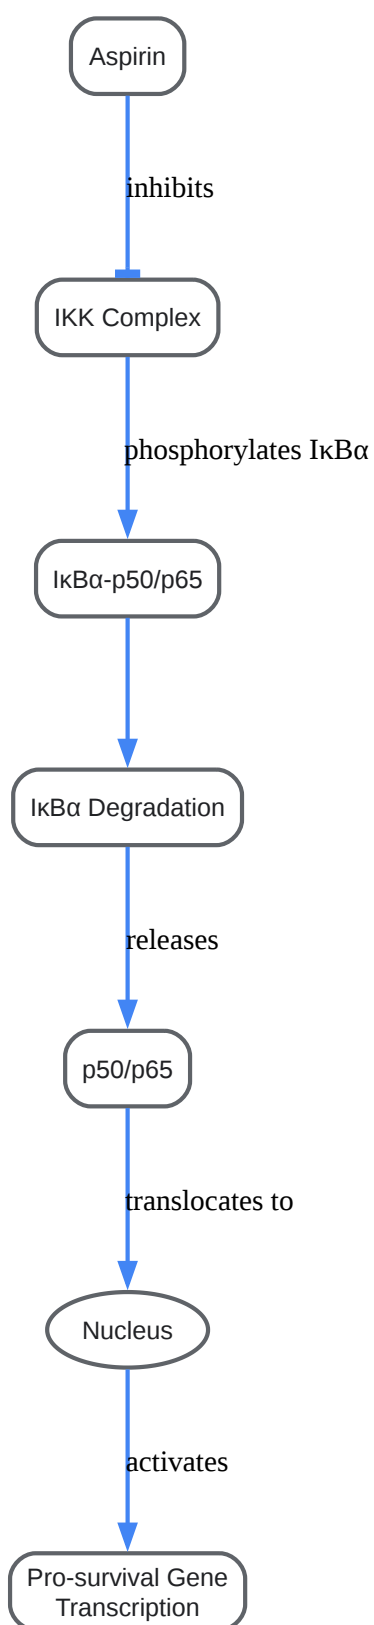 Aspirin
inhibits
IKK Complex
phosphorylates IκBα
IκBα-p50/p65
IκBα Degradation
releases
p50/p65
translocates to
Nucleus
activates
Pro-survival Gene
Transcription